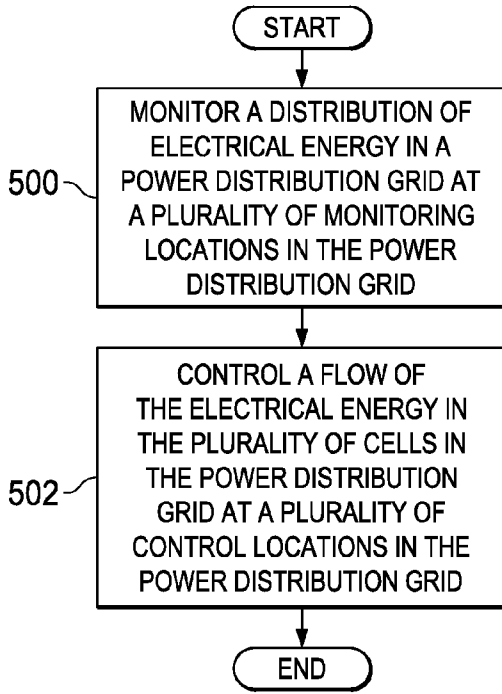 START
500
MONITOR A DISTRIBUTION OF
ELECTRICAL ENERGY IN A
POWER DISTRIBUTION GRID AT
A PLURALITY OF MONITORING
LOCATIONS IN THE POWER
DISTRIBUTION GRID
502
CONTROL A FLOW OF
THE ELECTRICAL ENERGY IN
THE PLURALITY OF CELLS IN
THE POWER DISTRIBUTION
GRID AT A PLURALITY OF
CONTROL LOCATIONS IN THE
POWER DISTRIBUTION GRID
END